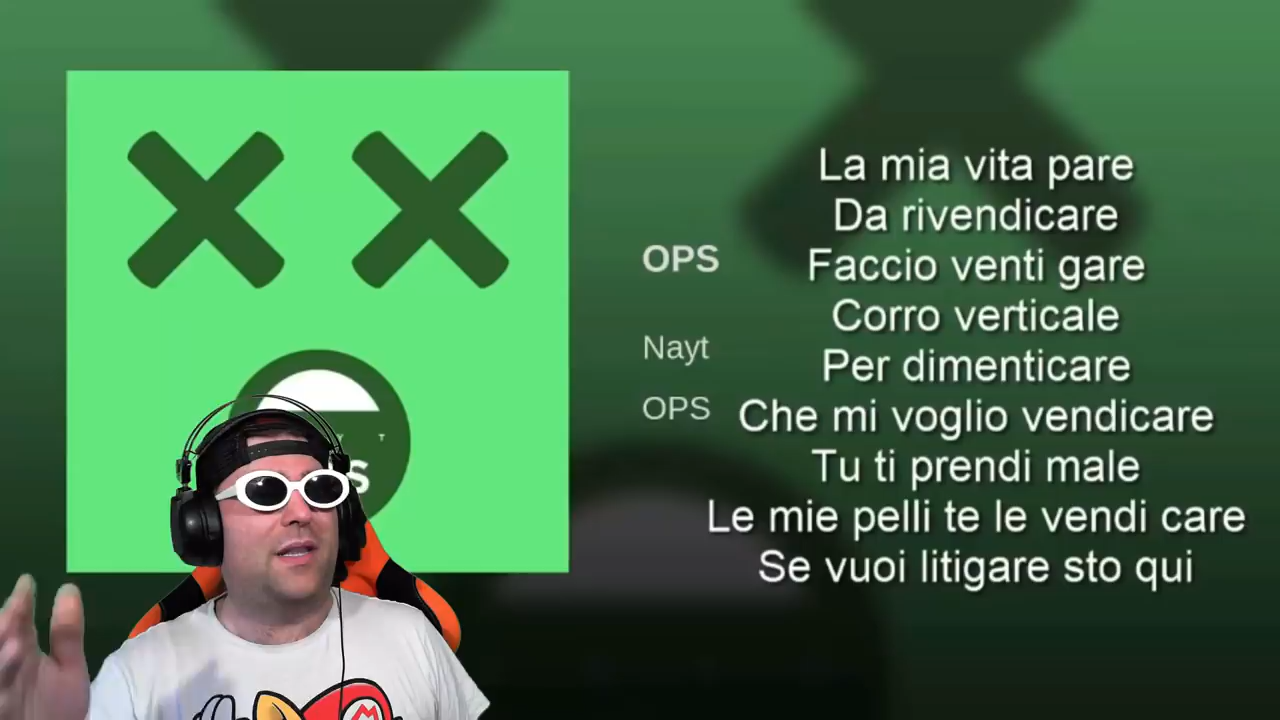 OPS
Nayt
OPS
La mia vita pare
Da rivendicare
Faccio venti gare
Corro verticale
Per dimenticare
Che mi voglio vendicare
Tu ti prendi male
Le mie pelli te le vendi care
Se vuoi litigare sto qui
T
S
M